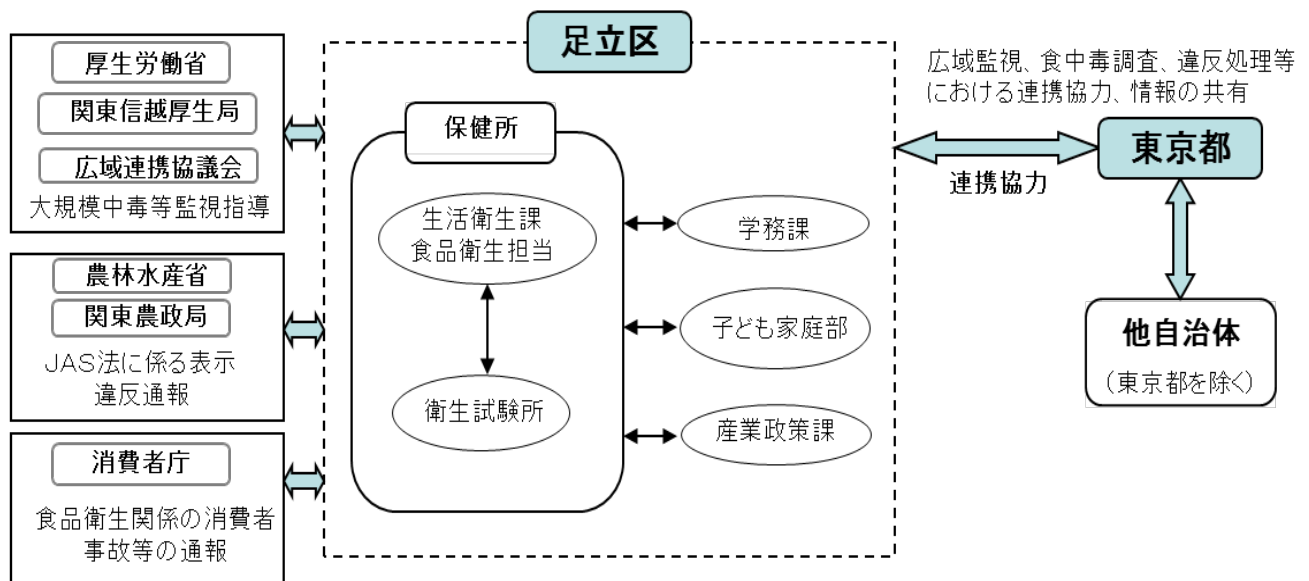 足立区
厚生労働省
関東信越厚生局
広域連携協議会
大規模中毒等監視指導
農林水産省
関東農政局
JAS法に係る表示
違反通報
消費者庁
食品衛生関係の消費者
事故等の通報
保健所
生活衛生課
食品衛生担当
衛生試験所
学務課
子ども家庭部
産業政策課
広域監視、食中毒調査、違反処理等
における連携協力、情報の共有
連携協力
東京都
他自治体
（東京都を除く）